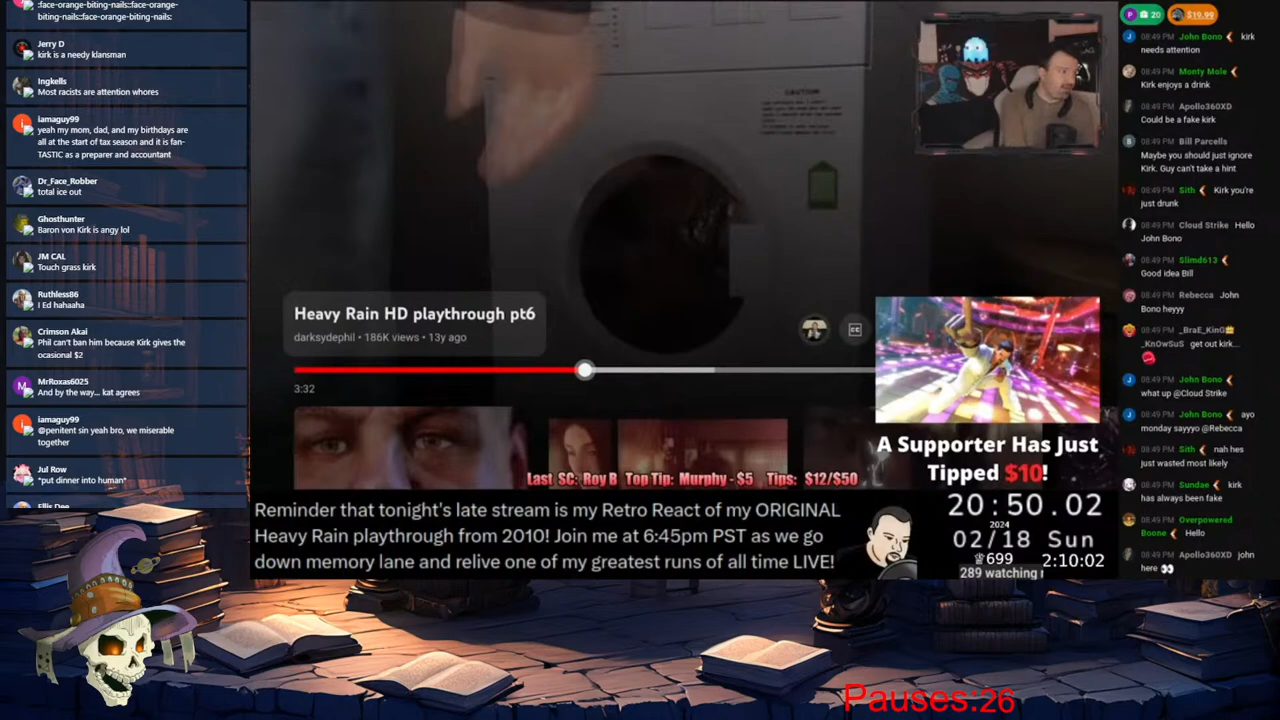 :face-orange-biting-nails::face-orange-
biting-nails:
Jerry D
kirk is a needy klansman
Ingkells
Most racists are attention whores
iamaguy99
yeah my mom, dad, and my birthdays are
all at the start of tax season and it is fan-
TASTIC as a preparer and accountant
Dr_Face_Robber
total ice out
Ghosthunter
Baron von Kirk is angy lol
JM CAL
Touch grass kirk
Ruthless86
I Ed hahaaha
Crimson Akai
Phil can't ban him because Kirk gives the
ocasional $2
MrRoxas6025
And by the way... kat agrees
iamaguy99
@penitent sin yeah bro, we miserable
together
Jul Row
*put dinner into human*
Ellis Dee
CAUTION
Heavy Rain HD playthrough pt6
darksydephil • 186K views • 13y ago
CC
3:32
Last SC: Roy B Top Tip: Murphy - $5 Tips: $12/$50
A Supporter Has Just
Tipped $10!
Reminder that tonight's late stream is my Retro React of my ORIGINAL
Heavy Rain playthrough from 2010! Join me at 6:45pm PST as we go
down memory lane and relive one of my greatest runs of all time LIVE!
20:50.02
2024
02/18 Sun
699
2:10:02
289 watching
P 20
$19.99
J 08:49 PM John Bono kirk
needs attention
08:49 PM Monty Mole
Kirk enjoys a drink
08:49 PM Apollo360XD
Could be a fake kirk
B 08:49 PM Bill Parcells
Maybe you should just ignore
Kirk. Guy can't take a hint
08:49 PM Sith Kirk you're
just drunk
08:49 PM Cloud Strike Hello
John Bono
08:49 PM Slimd613
Good idea Bill
08:49 PM Rebecca John
Bono heyyy
08:49 PM _BraE_KinG
_KnOwSuS get out kirk...
J 08:49 PM John Bono
what up @Cloud Strike
J 08:49 PM John Bono ayo
monday sayyyo @Rebecca
08:49 PM Sith nah hes
just wasted most likely
08:49 PM Sundae kirk
has always been fake
08:49 PM Overpowered
Boone Hello
08:49 PM Apollo360XD john
here
Pauses:26